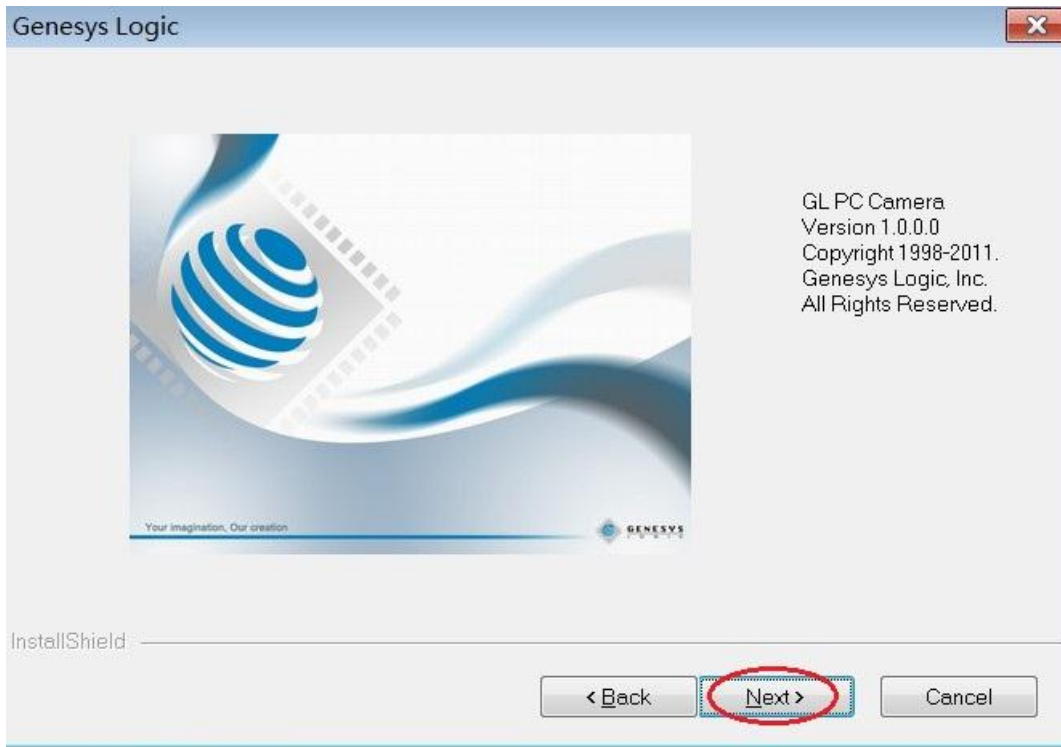 Genesys Logic
GL PC Camera
Version 1.0.0.0
Copyright 1998-2011.
Genesys Logic, Inc.
All Rights Reserved.
Your imagination, Our creation
GENESYS
LOGIC
InstallShield
< Back
Next >
Cancel